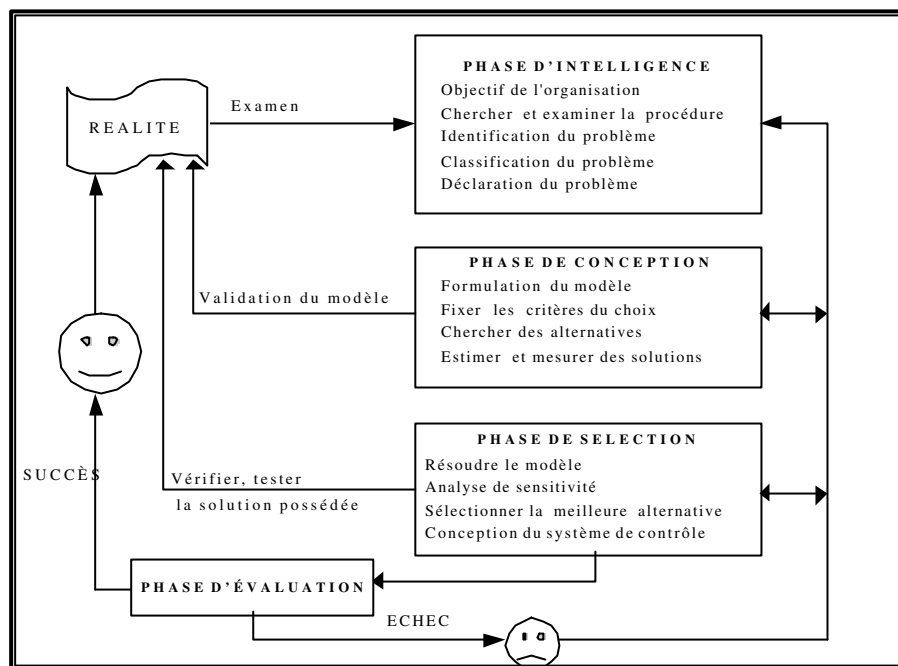 PHASE D'INTELLIGENCE
Objectif de l'organisation
Chercher et examiner la procédure
Identification du problème
Classification du problème
Déclaration du problème
Examen
REALITE
PHASE DE CONCEPTION
Formulation du modèle
Fixer les critères du choix
Chercher des alternatives
Estimer et mesurer des solutions
Validation du modèle
PHASE DE SELECTION
Résoudre le modèle
Analyse de sensitivité
Sélectionner la meilleure alternative
Conception du système de contrôle
Vérifier, tester
la solution possédée
SUCCÈS
PHASE D'ÉVALUATION
ECHEC